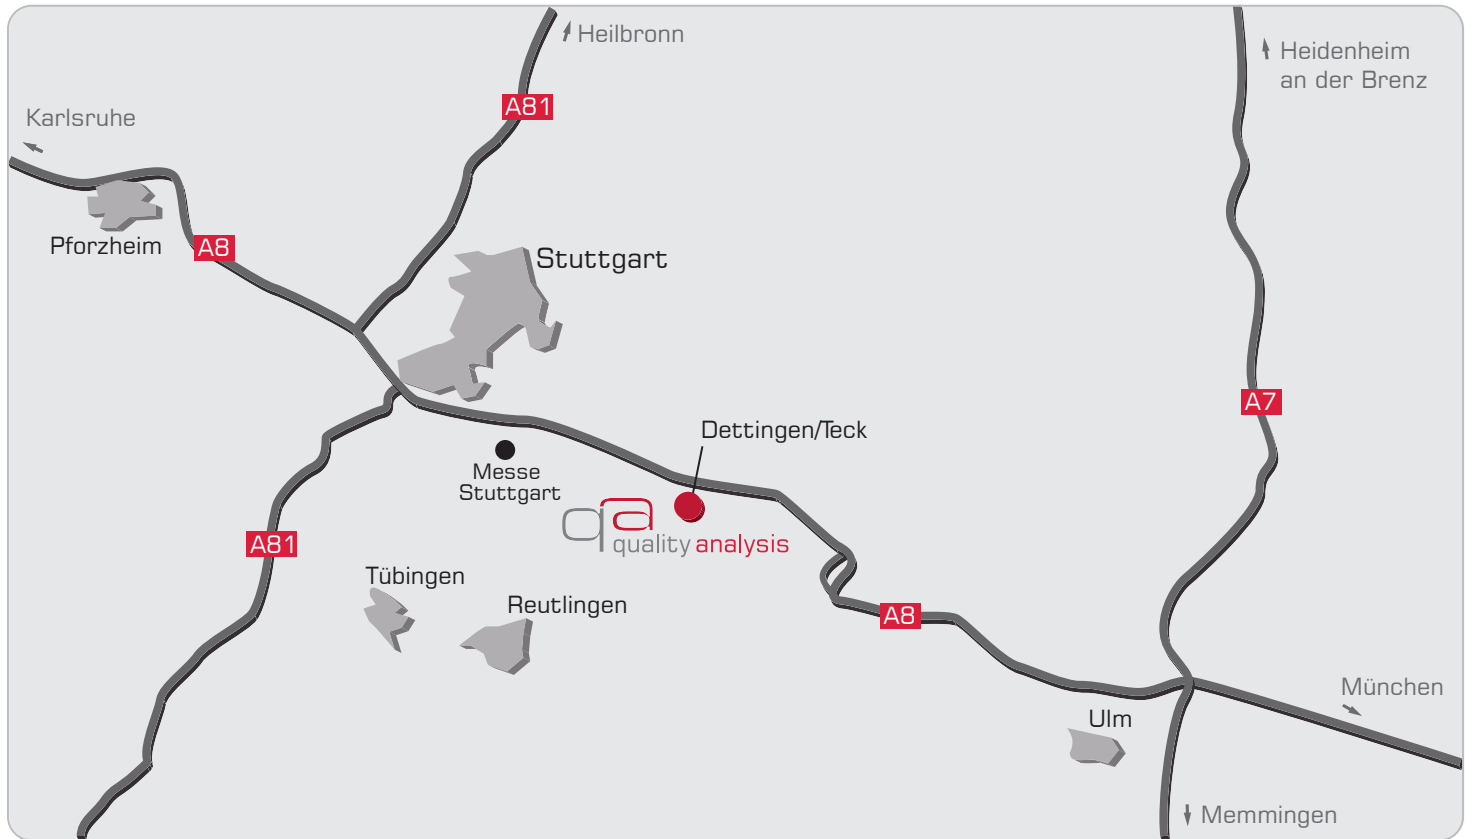 Heilbronn
Heidenheim
an der Brenz
A81
Karlsruhe
Pforzheim
A8
Stuttgart
A7
Dettingen/Teck
Messe
Stuttgart
qa
quality analysis
A81
Tübingen
Reutlingen
A8
München
Ulm
Memmingen